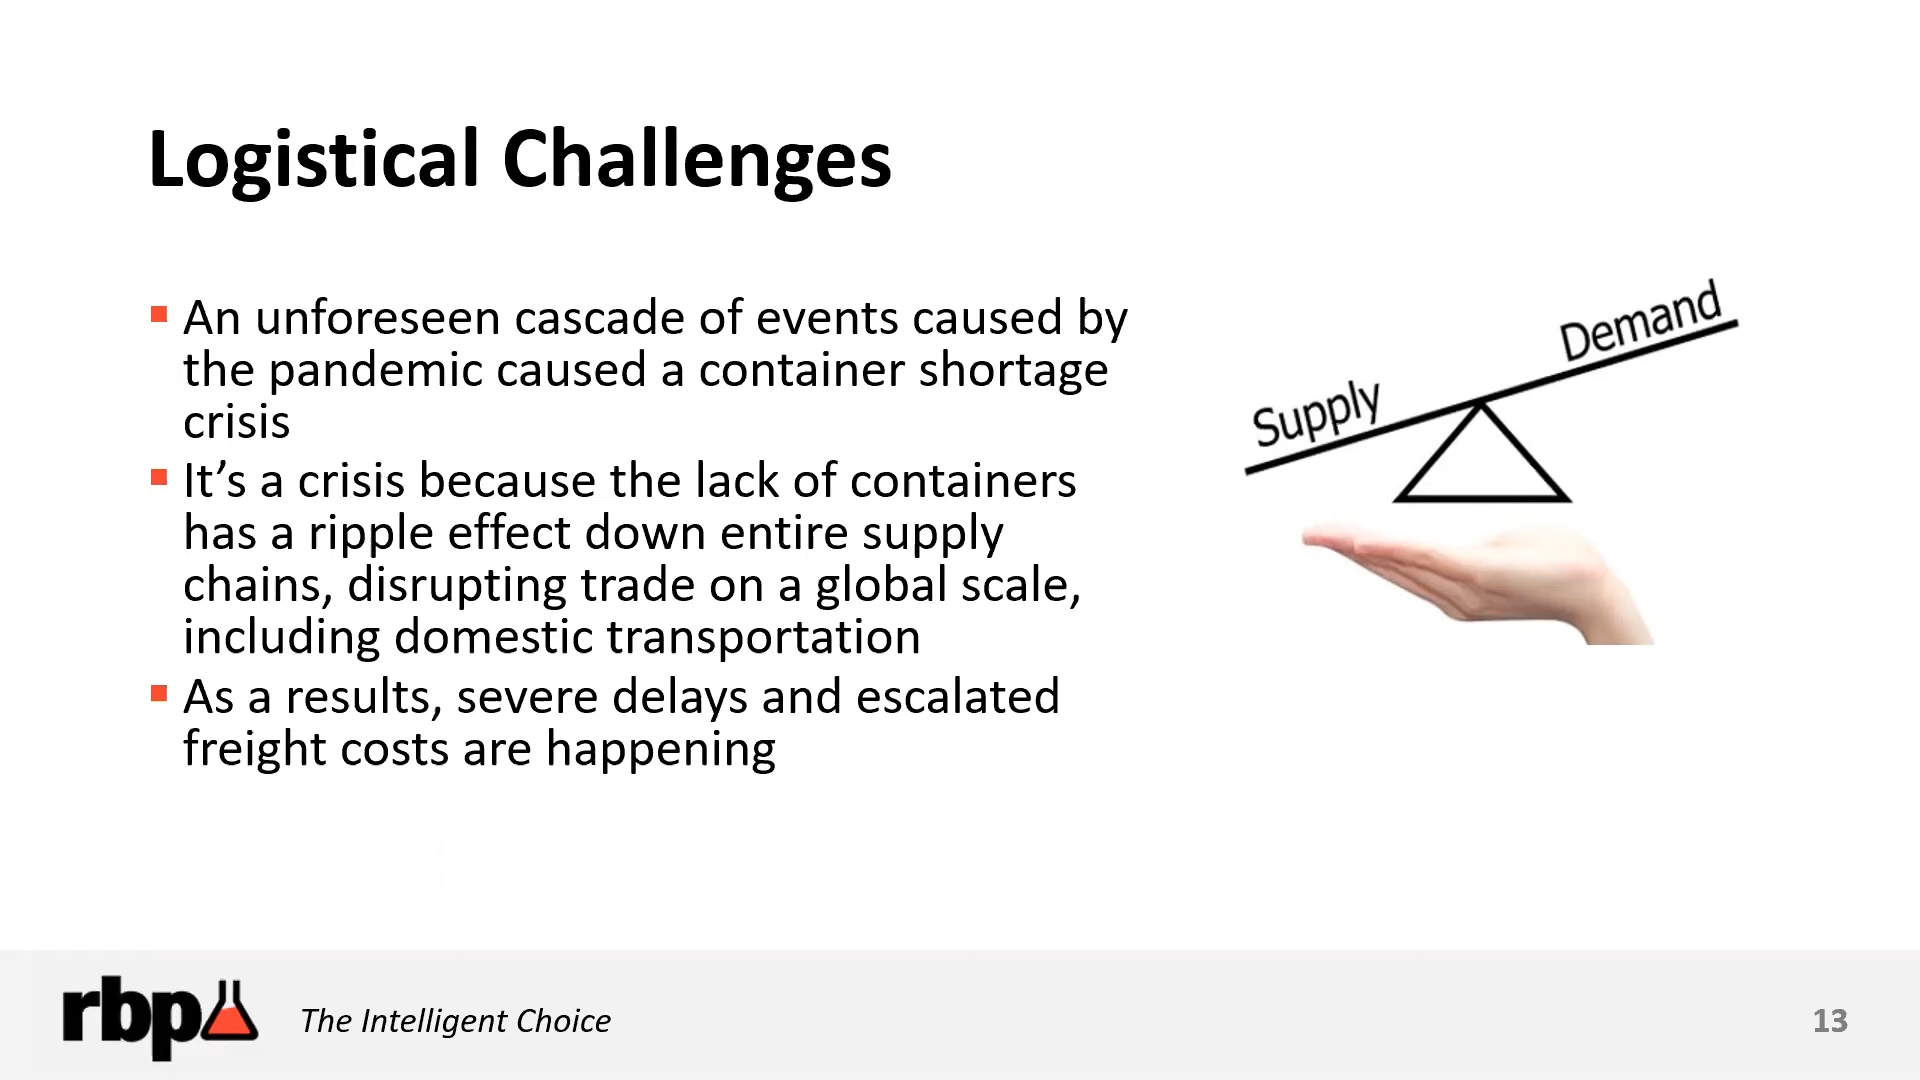 Logistical Challenges
An unforeseen cascade of events caused by
the pandemic caused a container shortage
crisis
It’s a crisis because the lack of containers
has a ripple effect down entire supply
chains, disrupting trade on a global scale,
including domestic transportation
As a results, severe delays and escalated
freight costs are happening
Supply
Demand
rbp
The Intelligent Choice
13